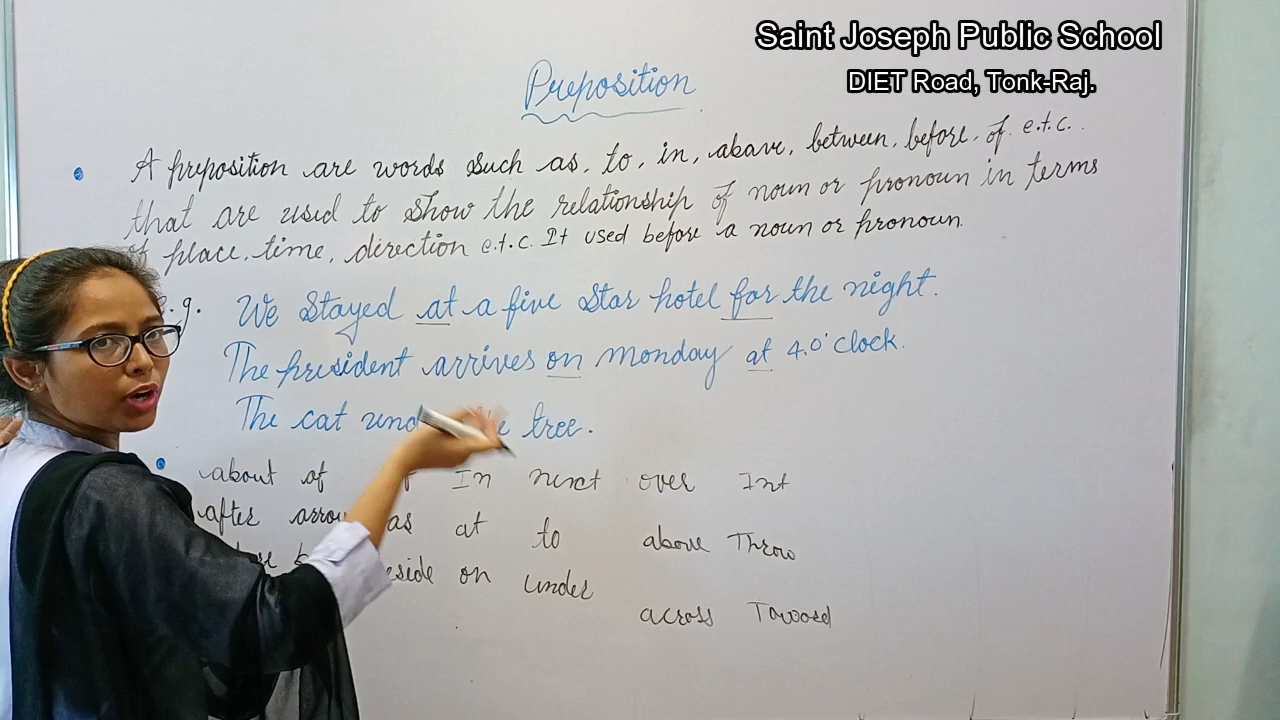 Saint Joseph Public School
DIET Road, Tonk-Raj.
Preposition
A preposition are words such as, to, in, abave, between, before, of e.t.c..
that are used to show the relationship of noun or pronoun in terms
of place, time, direction e.t.c. It used before a noun or pronoun.
e.g. We stayed at a five Star hotel for the night.
The president arrives on monday at 4.0'clock.
The cat tree.
about of In next over Int
after as at to above Throw
on under
across Toward